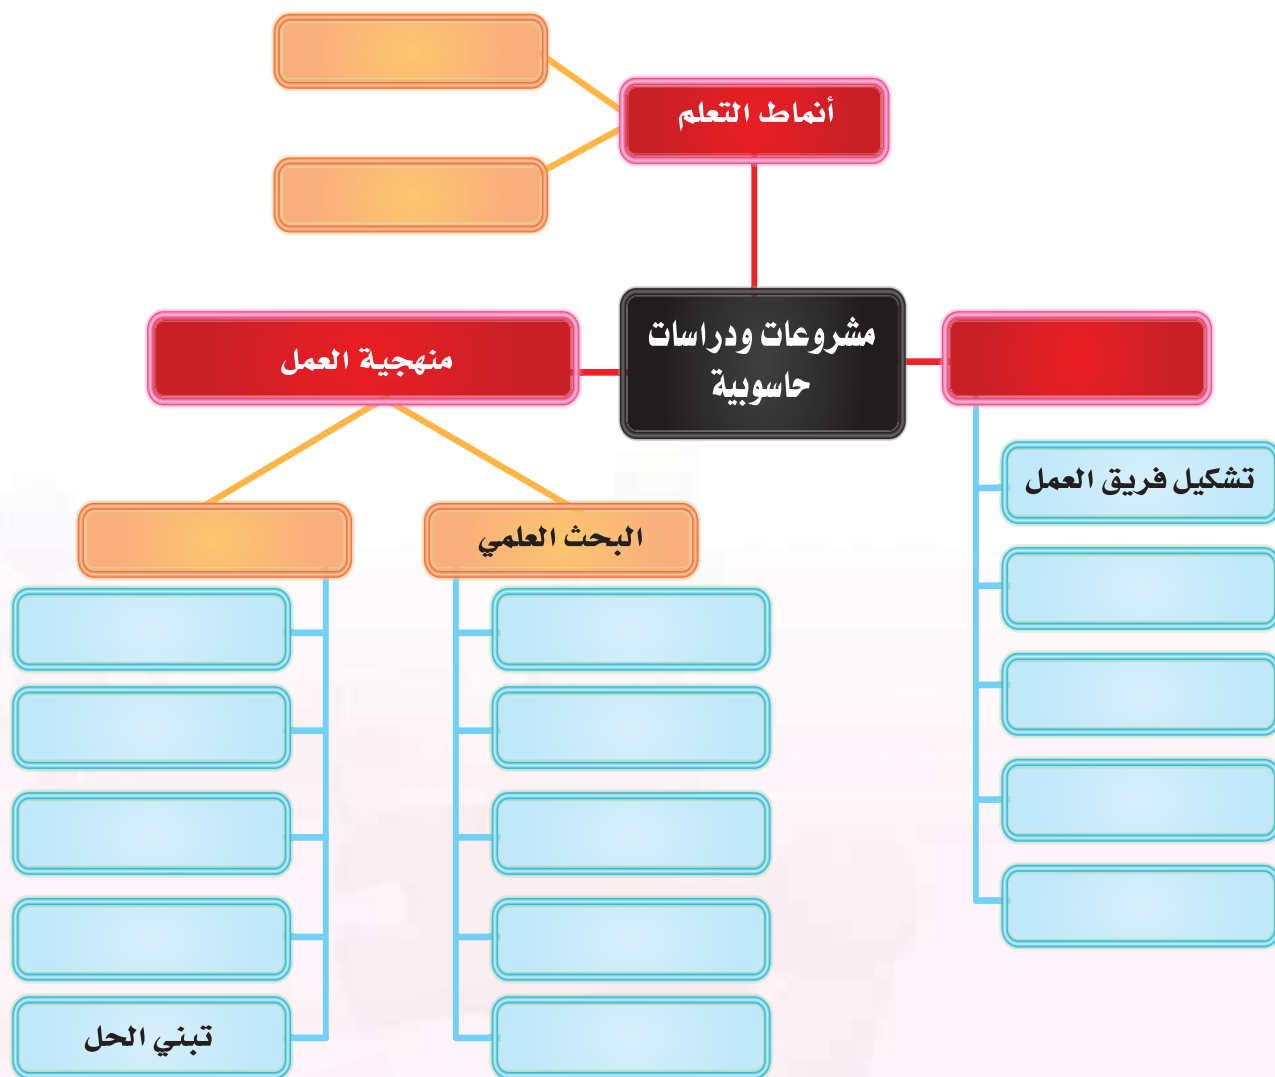 أنماط التعلم
مشروعات ودراسات
حاسوبية
منهجية العمل
تشكيل فريق العمل
البحث العلمي
تبني الحل